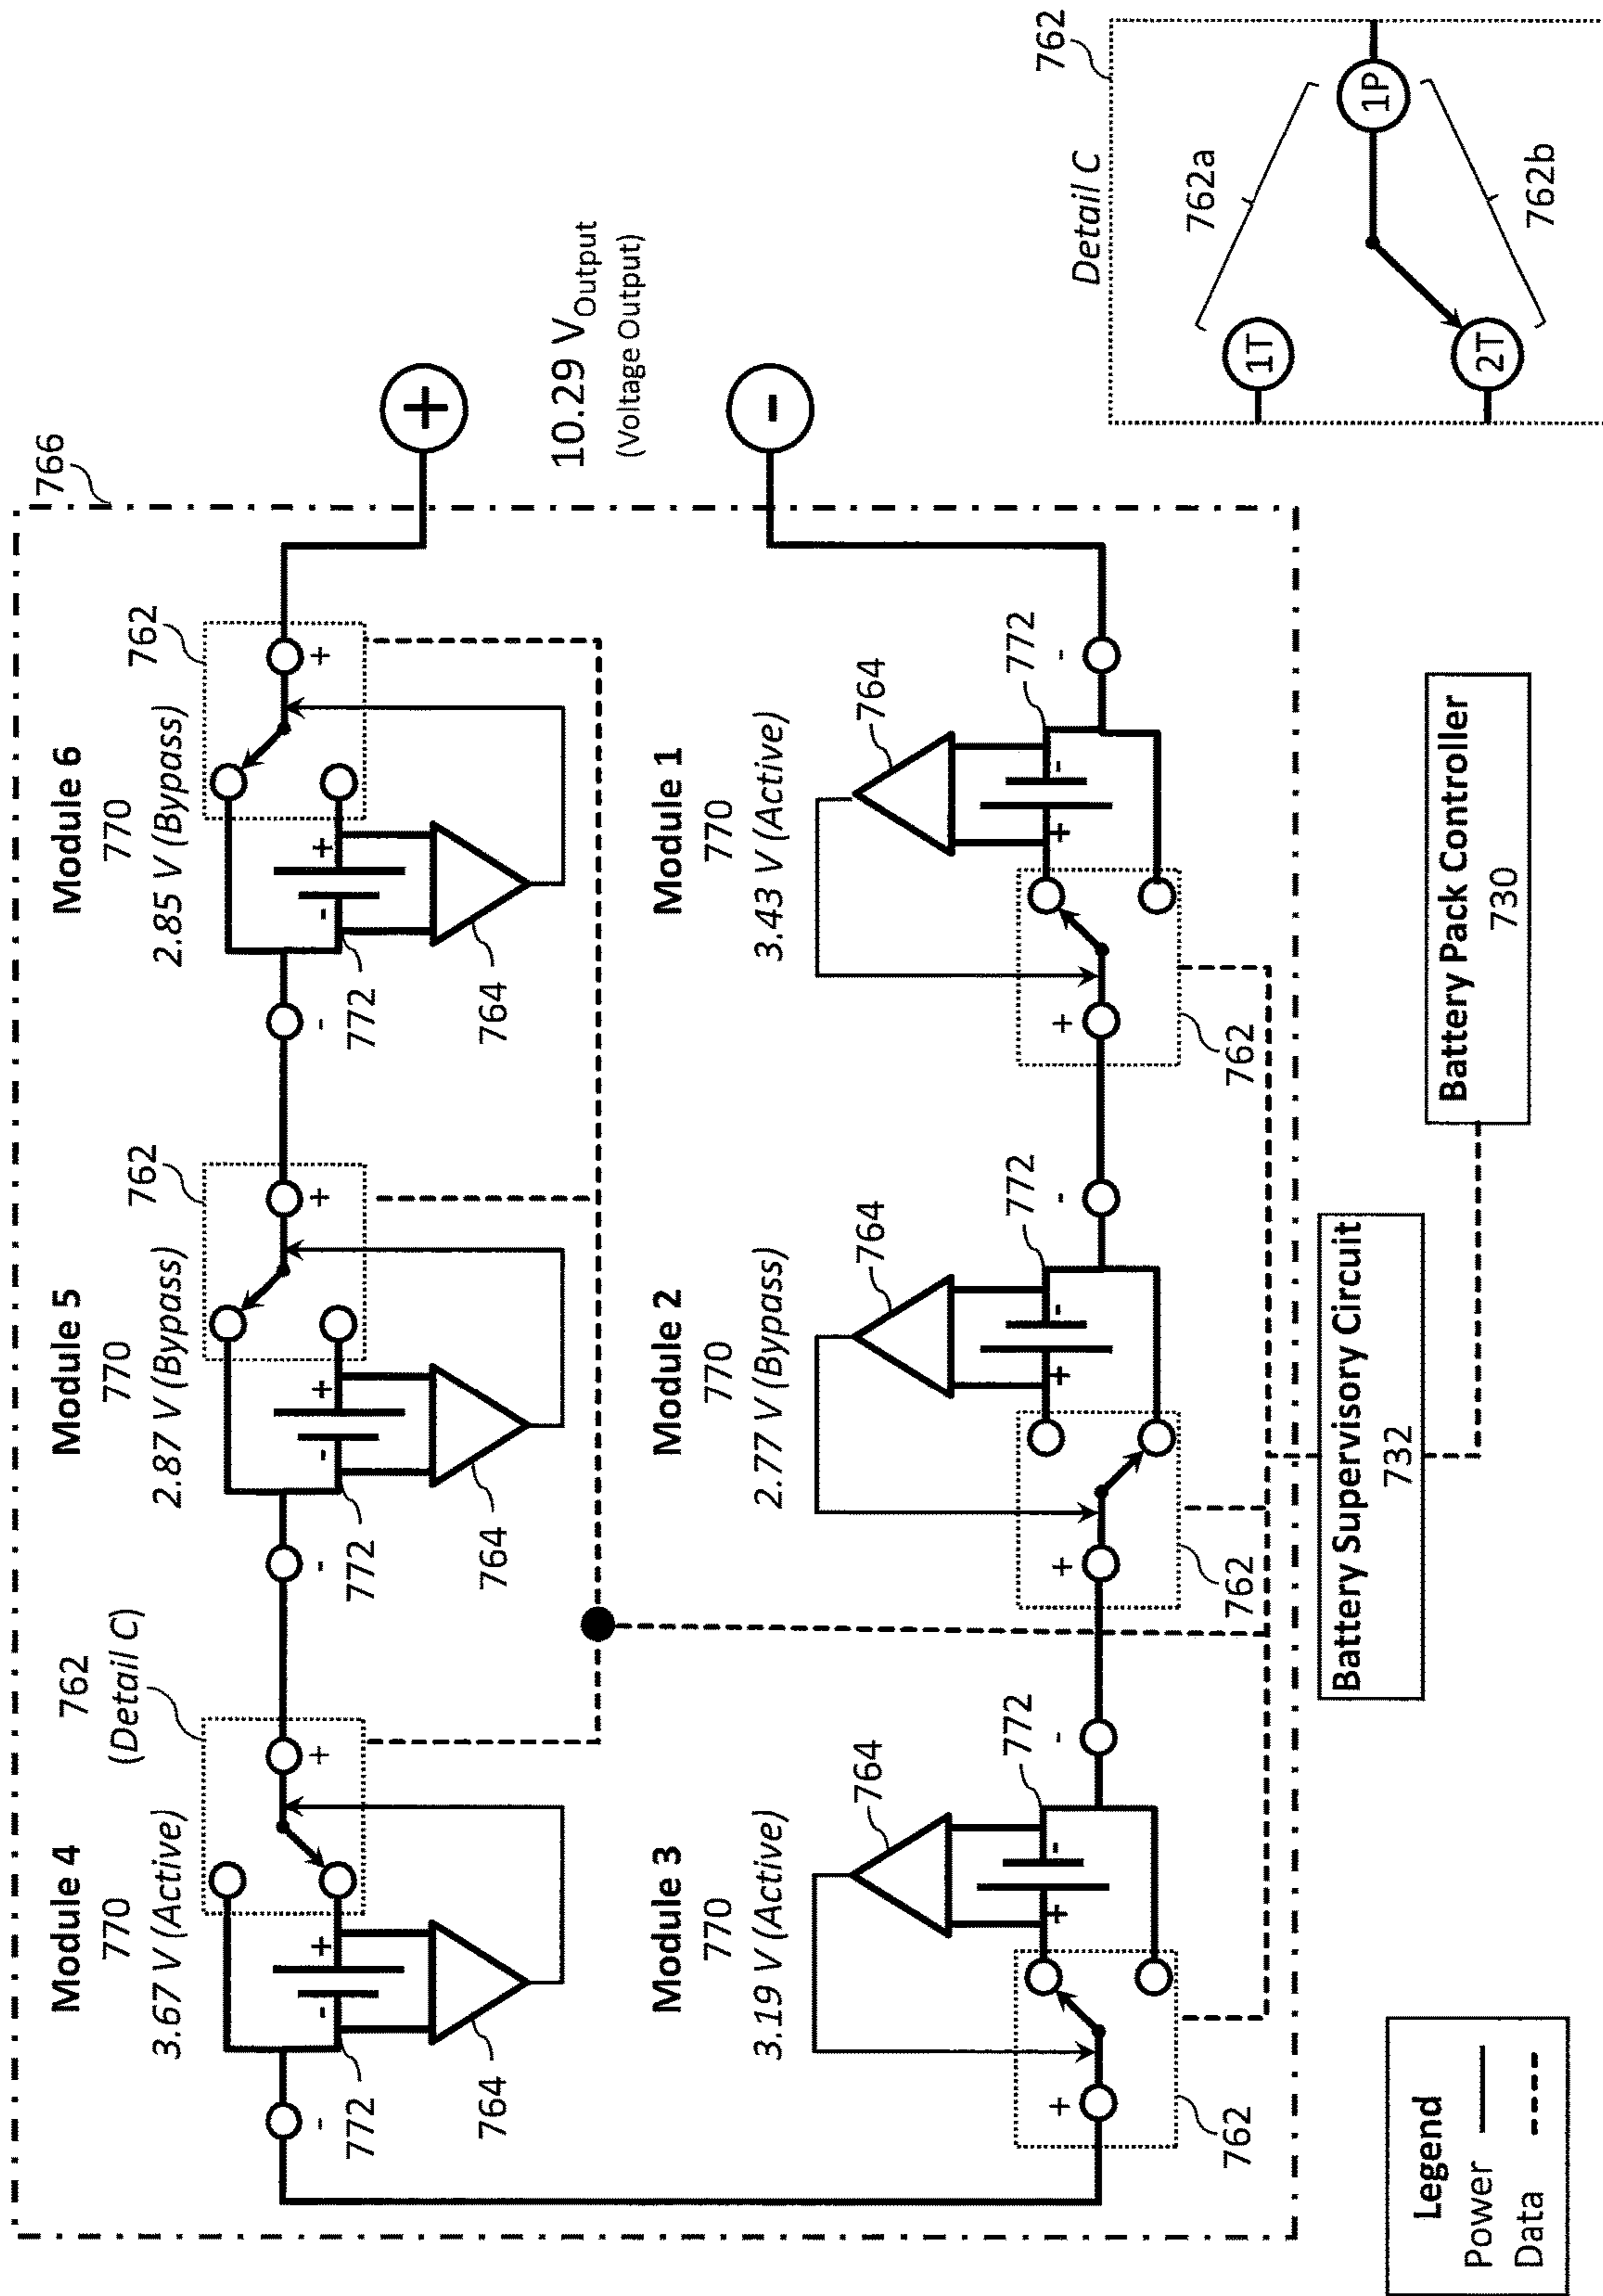 766
Module 4
770
3.67 V (Active)
762
(Detail C)
-
+
-
+
772
764
Module 5
770
2.87 V (Bypass)
762
-
+
-
+
772
764
Module 6
770
2.85 V (Bypass)
762
-
+
-
+
772
764
+
10.29 VOutput
(Voltage Output)
-
Module 3
770
3.19 V (Active)
764
772
+
-
+
-
762
Module 2
770
2.77 V (Bypass)
764
772
+
-
+
-
762
Module 1
770
3.43 V (Active)
764
772
+
-
+
-
762
Battery Supervisory Circuit
732
Battery Pack Controller
730
Legend
Power
Data
Detail C
762
762a
1T
1P
2T
762b